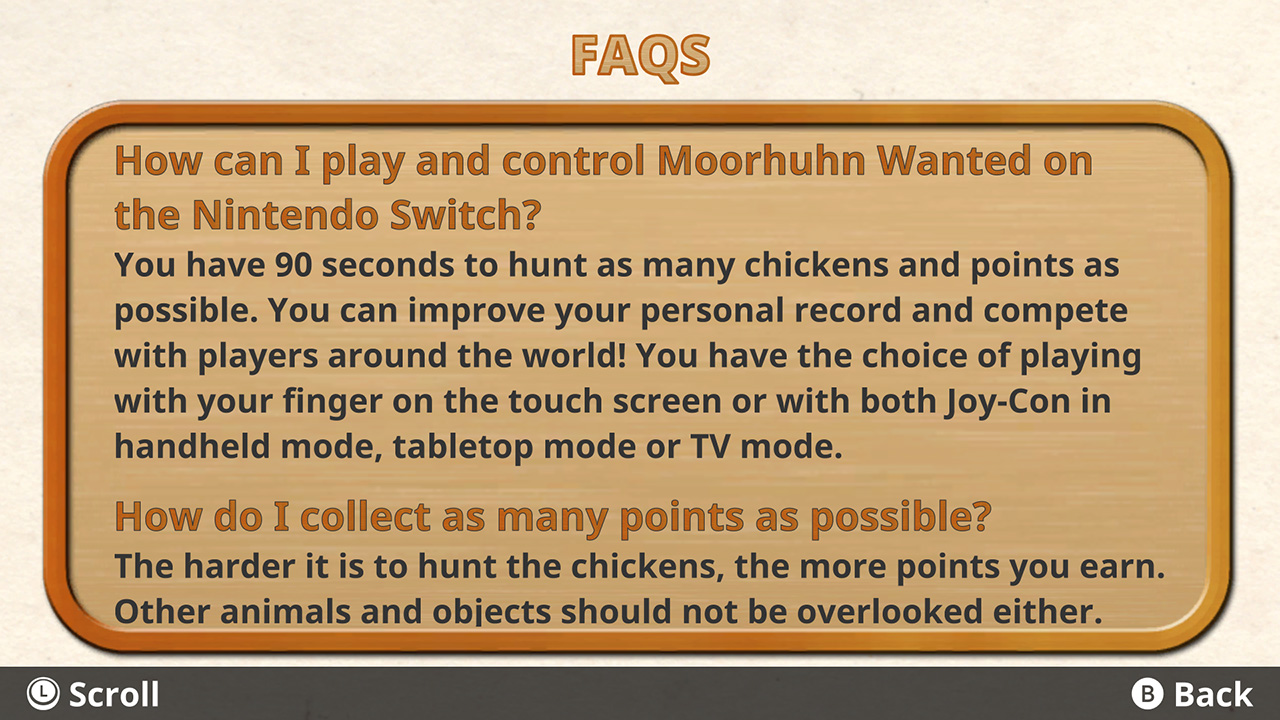 FAQS
How can I play and control Moorhuhn Wanted on
the Nintendo Switch?
You have 90 seconds to hunt as many chickens and points as
possible. You can improve your personal record and compete
with players around the world! You have the choice of playing
with your finger on the touch screen or with both Joy-Con in
handheld mode, tabletop mode or TV mode.
How do I collect as many points as possible?
The harder it is to hunt the chickens, the more points you earn.
Other animals and objects should not be overlooked either.
L Scroll
B Back